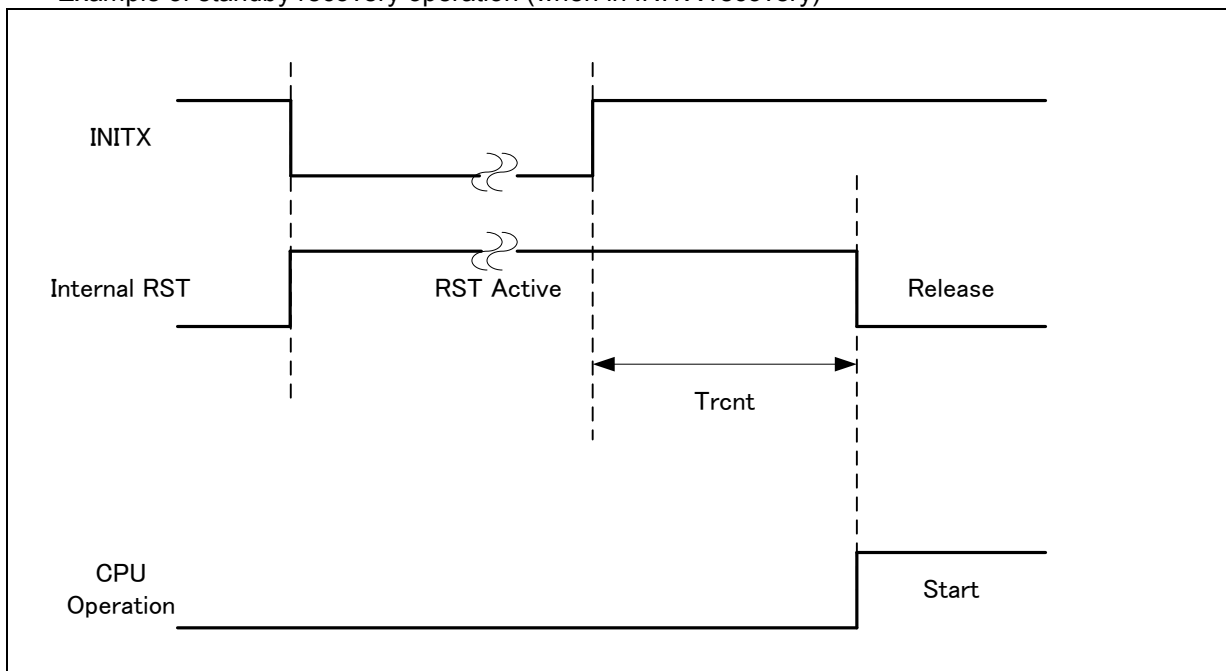 Example of standby recovery operation (when in INITX recovery)
INITX
Internal RST
RST Active
Release
Trcnt
CPU
Operation
Start